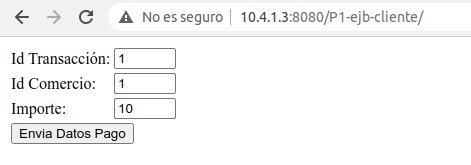 No es seguro 10.4.1.3:8080/P1-ejb-cliente/
Id Transacción: 1
Id Comercio: 1
Importe: 10
Envia Datos Pago